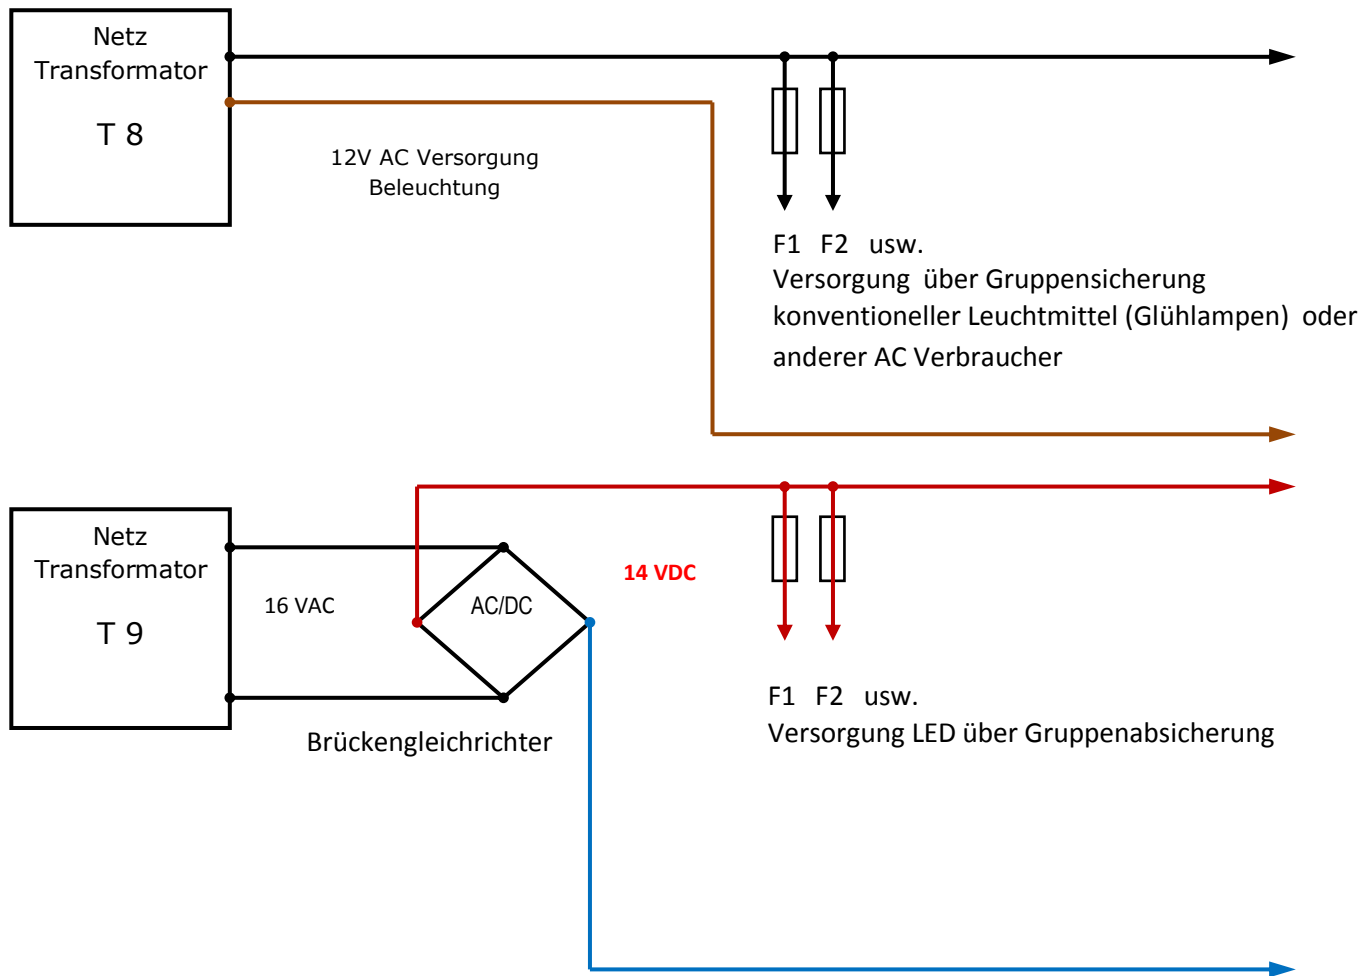 Netz
Transformator
T 8
12V AC Versorgung
Beleuchtung
F1 F2 usw.
Versorgung über Gruppensicherung
konventioneller Leuchtmittel (Glühlampen) oder
anderer AC Verbraucher
Netz
Transformator
T 9
16 VAC
AC/DC
14 VDC
Brückengleichrichter
F1 F2 usw.
Versorgung LED über Gruppenabsicherung